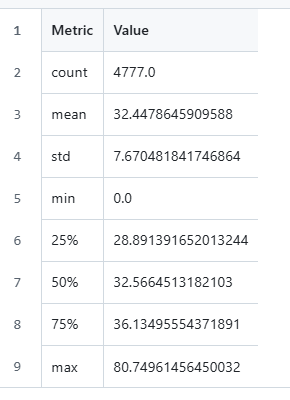 1 Metric Value
2 count 4777.0
3 mean 32.4478645909588
4 std 7.670481841746864
5 min 0.0
6 25% 28.891391652013244
7 50% 32.5664513182103
8 75% 36.13495554371891
9 max 80.74961456450032